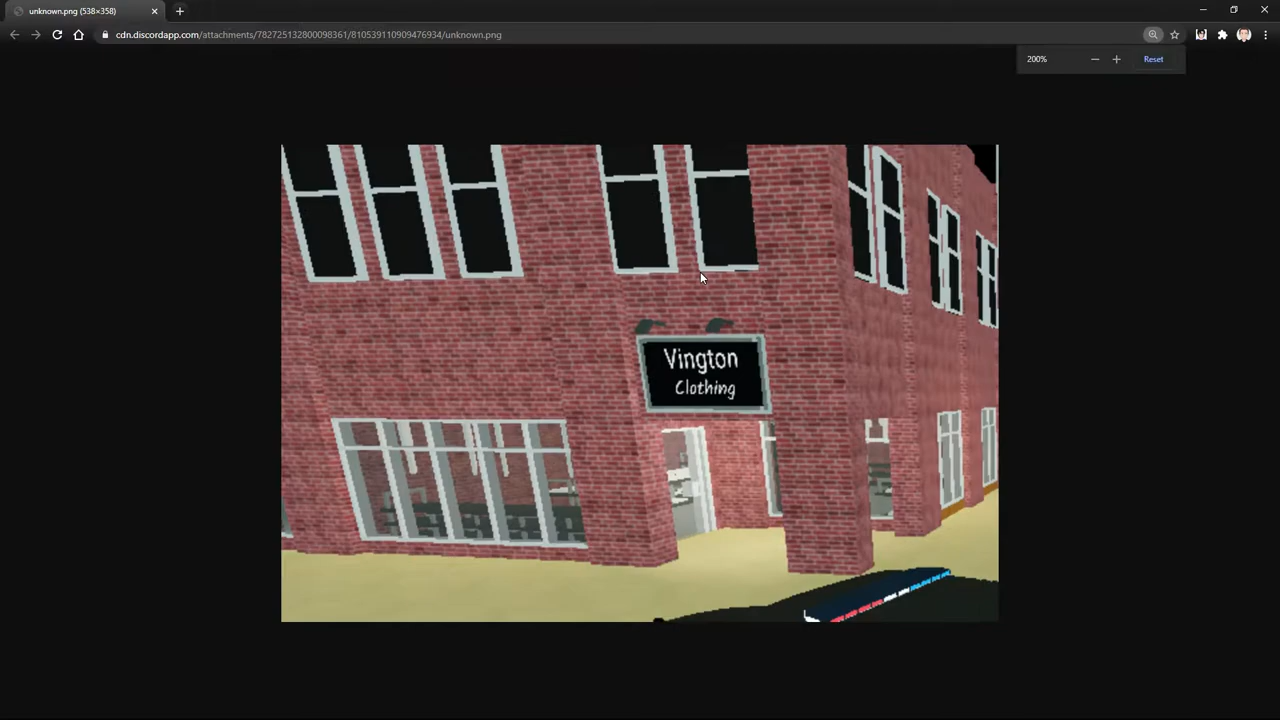 unknown.png (538×358)
cdn.discordapp.com/attachments/782725132800098361/810539110909476934/unknown.png
200%
Reset
Vington
Clothing